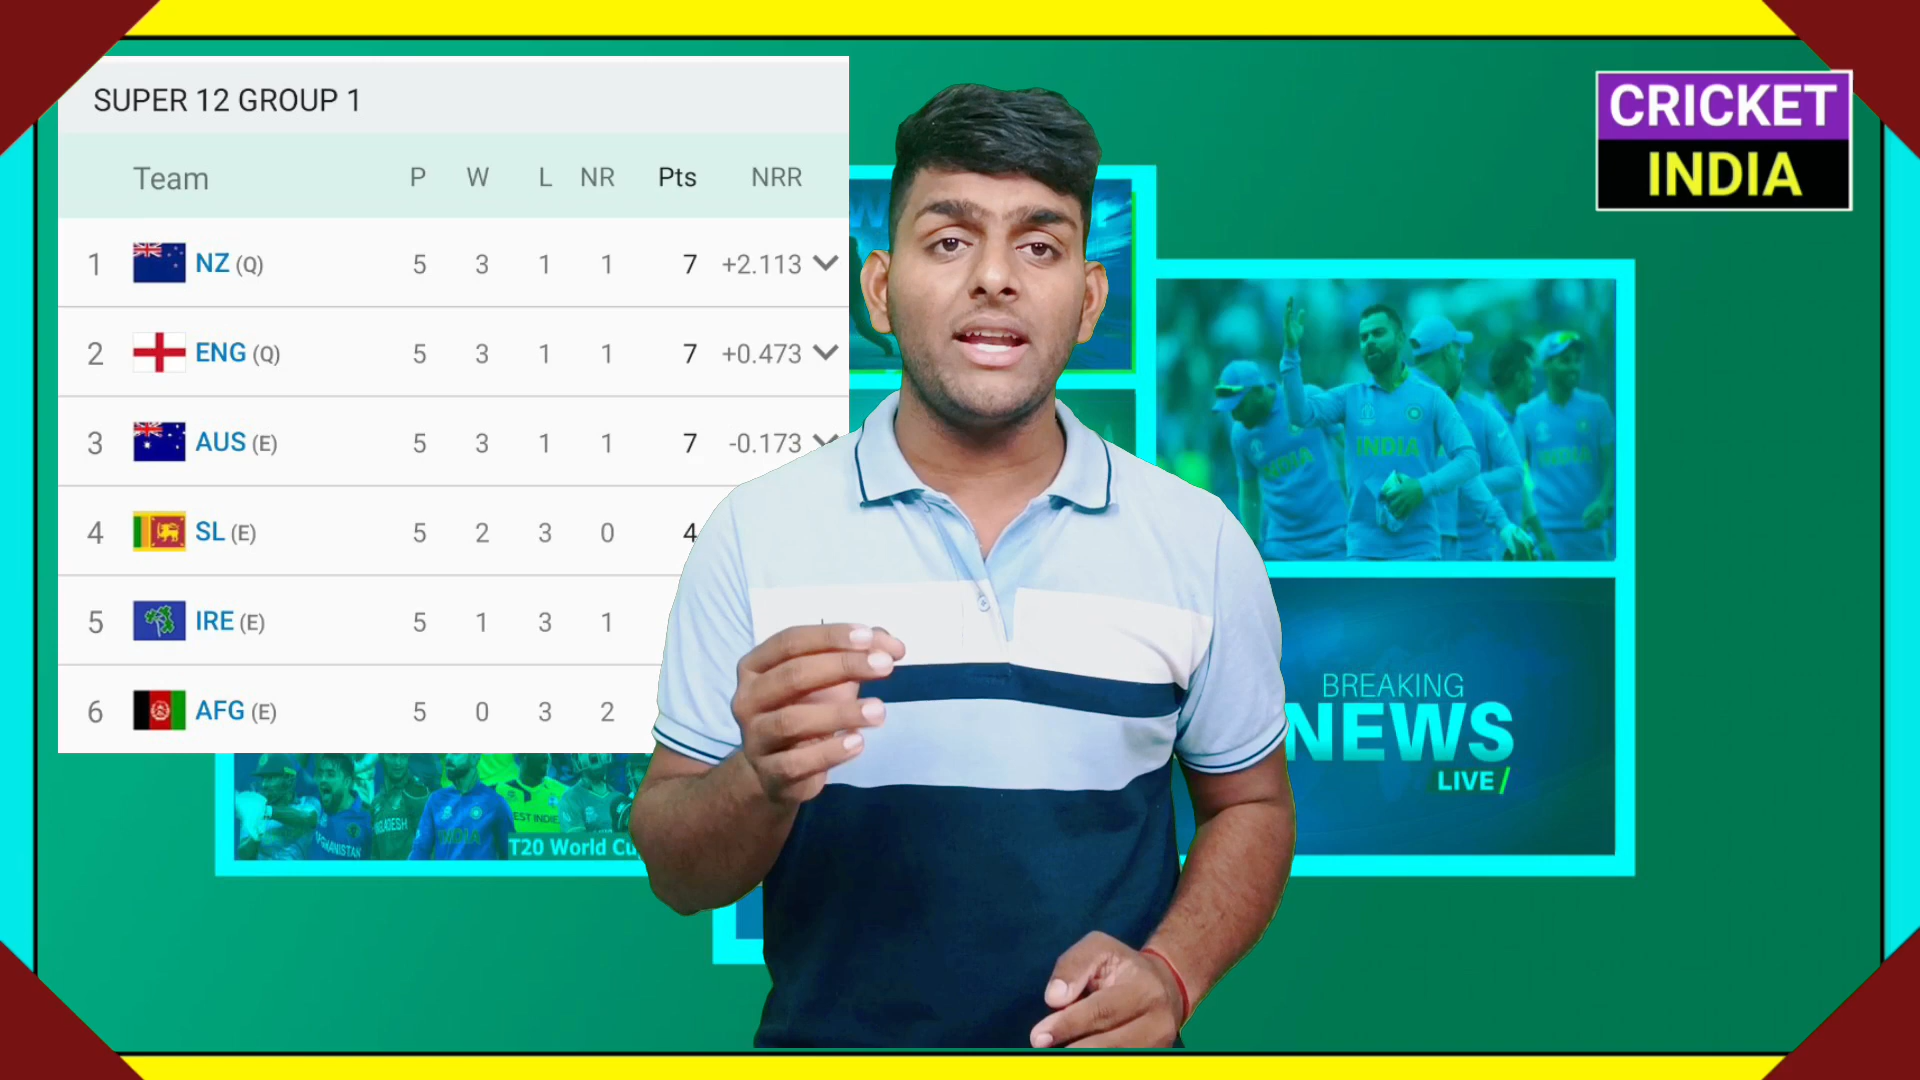 SUPER 12 GROUP 1
Team P W L NR Pts NRR
1 NZ (Q) 5 3 1 1 7 +2.113
2 ENG (Q) 5 3 1 1 7 +0.473
3 AUS (E) 5 3 1 1 7 -0.173
4 SL (E) 5 2 3 0 4
5 IRE (E) 5 1 3 1
6 AFG (E) 5 0 3 2
CRICKET
INDIA
INDIA
BREAKING
NEWS
LIVE/
INDIA
T20 World Cu